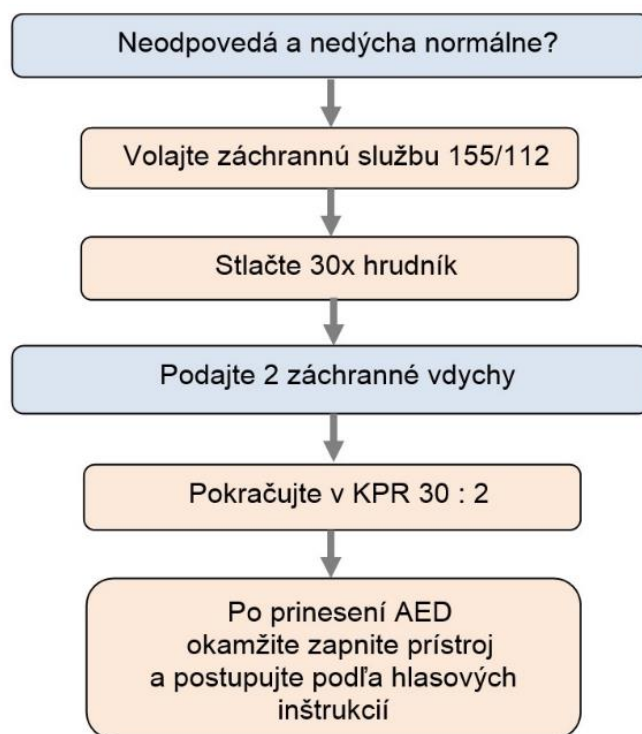 Neodpovedá a nedýcha normálne?
Volajte záchrannú službu 155/112
Stlačte 30x hrudník
Podajte 2 záchranné vdychy
Pokračujte v KPR 30 : 2
Po prinesení AED
okamžite zapnite prístroj
a postupujte podľa hlasových
inštrukcií